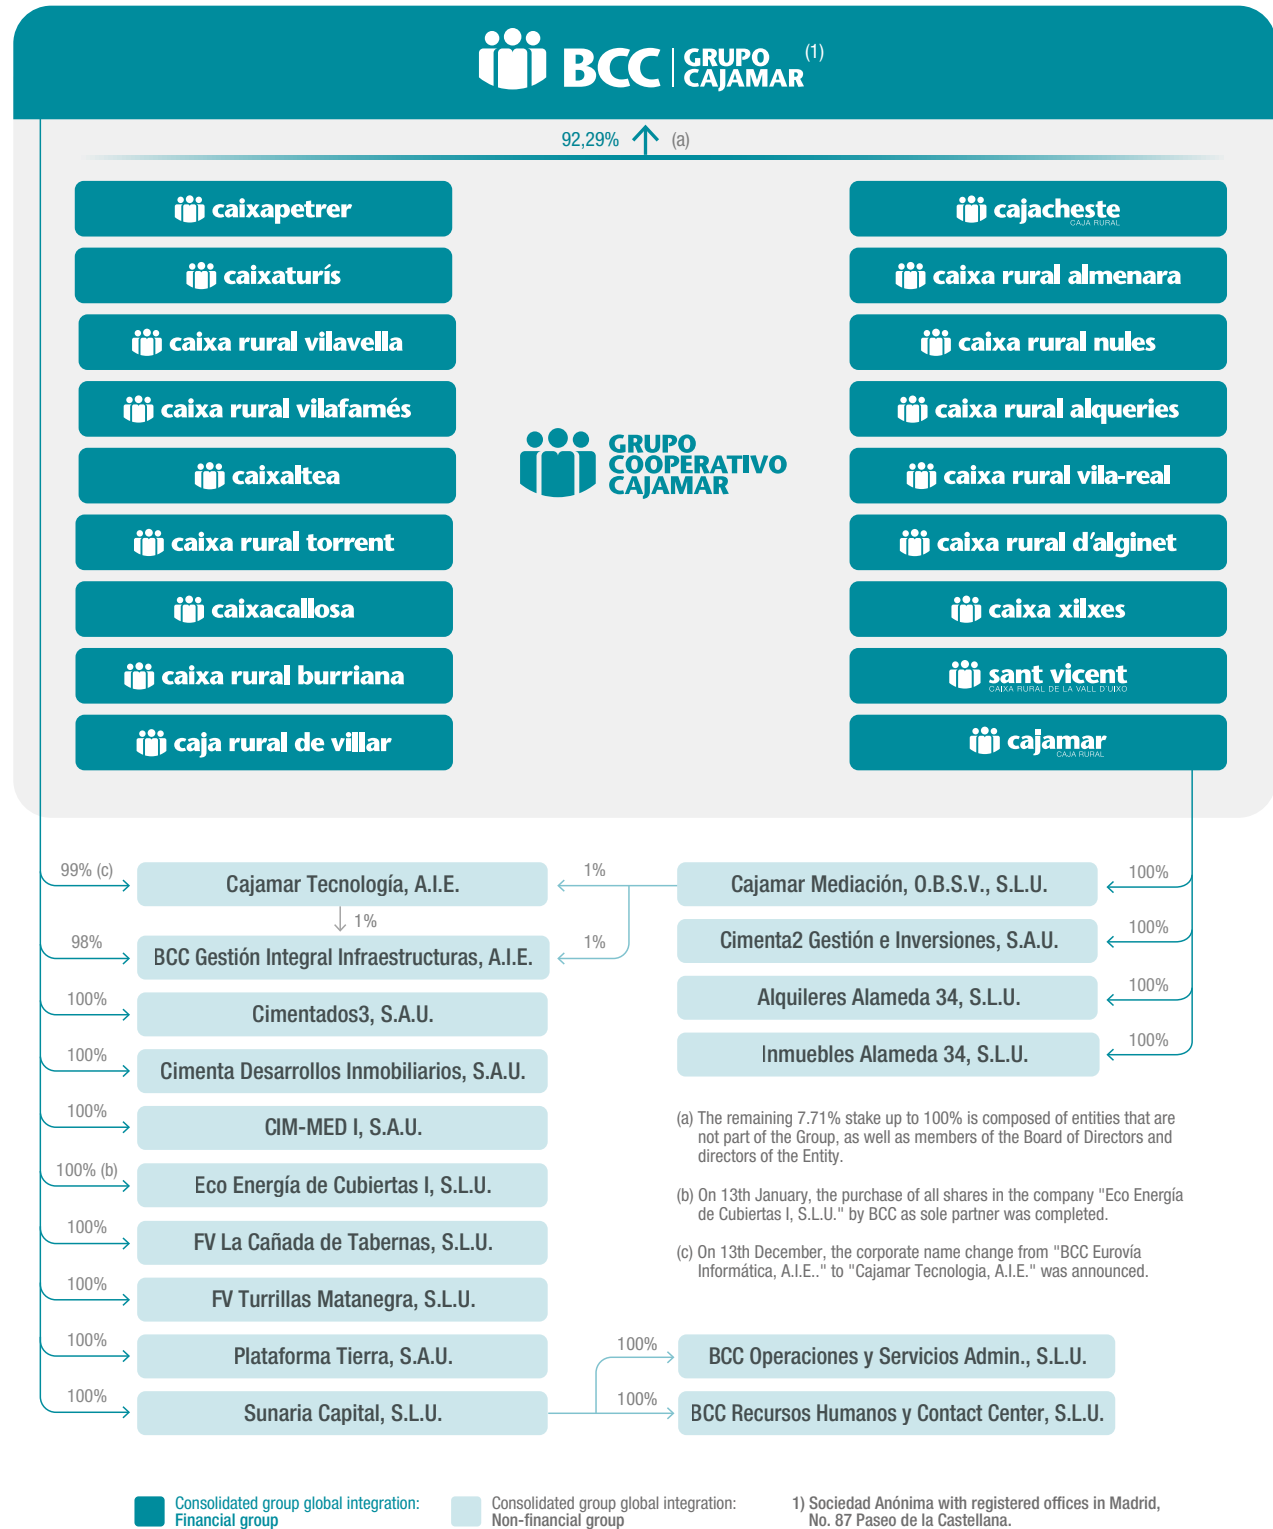 BCC GRUPO CAJAMAR (1)
92,29% (a)
caixapetrer
caixaturís
caixa rural vilavella
caixa rural vilafamés
caixaltea
caixa rural torrent
caixacallosa
caixa rural burriana
caja rural de villar
GRUPO
COOPERATIVO
CAJAMAR
cajacheste
CAJA RURAL
caixa rural almenara
caixa rural nules
caixa rural alqueries
caixa rural vila-real
caixa rural d'alginet
caixa xilxes
sant vicent
CAIXA RURAL DE LA VALL D'UIXO
cajamar
CAJA RURAL
99% (c)
Cajamar Tecnología, A.I.E.
1%
1%
98%
BCC Gestión Integral Infraestructuras, A.I.E.
1%
100%
Cimentados3, S.A.U.
100%
Cimenta Desarrollos Inmobiliarios, S.A.U.
100%
CIM-MED I, S.A.U.
100% (b)
Eco Energía de Cubiertas I, S.L.U.
100%
FV La Cañada de Tabernas, S.L.U.
100%
FV Turrillas Matanegra, S.L.U.
100%
Plataforma Tierra, S.A.U.
100%
Sunaria Capital, S.L.U.
Cajamar Mediación, O.B.S.V., S.L.U.
100%
Cimenta2 Gestión e Inversiones, S.A.U.
100%
Alquileres Alameda 34, S.L.U.
100%
Inmuebles Alameda 34, S.L.U.
100%
(a) The remaining 7.71% stake up to 100% is composed of entities that are
not part of the Group, as well as members of the Board of Directors and
directors of the Entity.
(b) On 13th January, the purchase of all shares in the company "Eco Energía
de Cubiertas I, S.L.U." by BCC as sole partner was completed.
(c) On 13th December, the corporate name change from "BCC Eurovía
Informática, A.I.E.." to "Cajamar Tecnologia, A.I.E." was announced.
100%
BCC Operaciones y Servicios Admin., S.L.U.
100%
BCC Recursos Humanos y Contact Center, S.L.U.
Consolidated group global integration:
Financial group
Consolidated group global integration:
Non-financial group
1) Sociedad Anónima with registered offices in Madrid,
No. 87 Paseo de la Castellana.